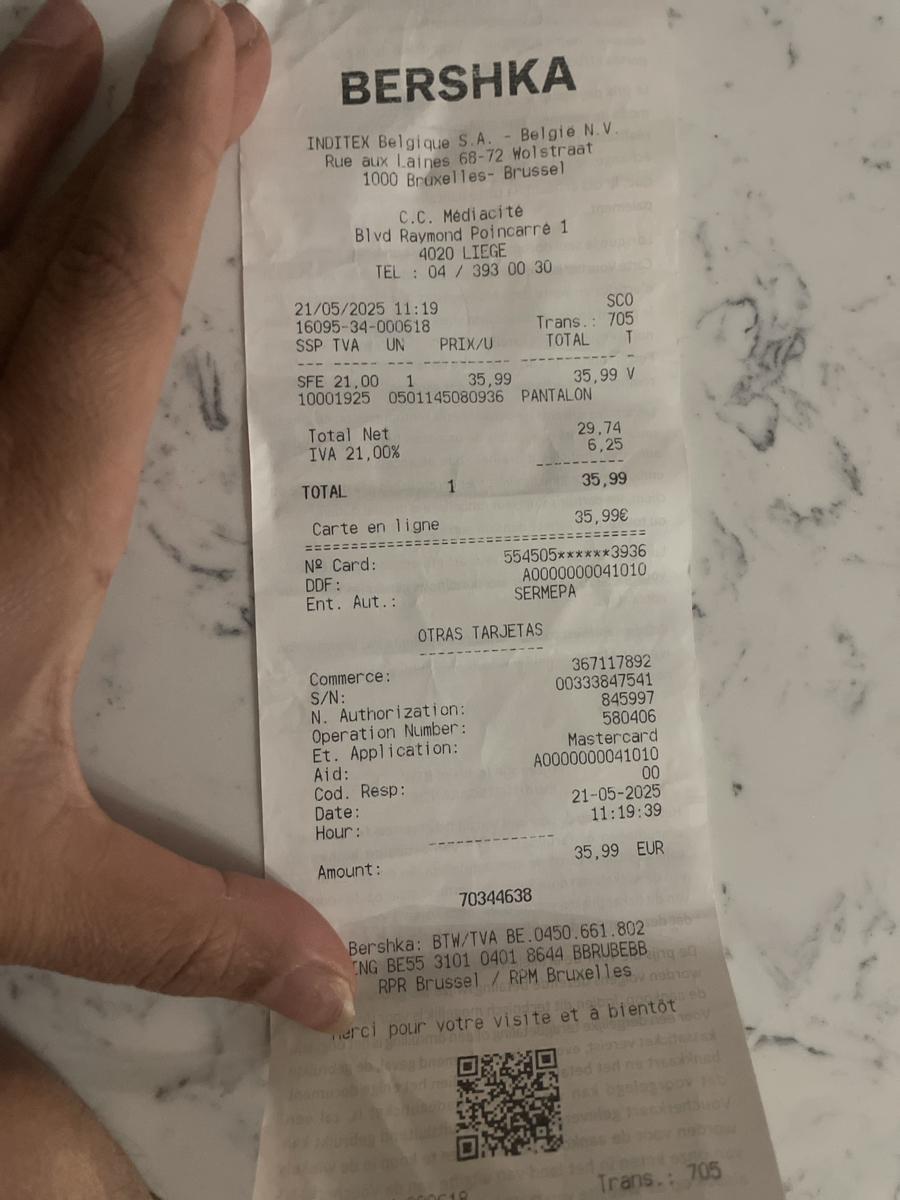 BERSHKA
INDITEX Belgique S.A. - België N.V.
Rue aux Laines 68-72 Wolstraat
1000 Bruxelles- Brussel
C.C. Médiacité
Blvd Raymond Poincarré 1
4020 LIEGE
TEL : 04 / 393 00 30
21/05/2025 11:19 SCO
16095-34-000618 Trans.: 705
SSP TVA UN PRIX/U TOTAL T
--- --- --- ---------- ----------- -
SFE 21,00 1 35,99 35,99 V
10001925 0501145080936 PANTALON
Total Net 29,74
IVA 21,00% 6,25
----------
TOTAL 1 35,99
Carte en ligne 35,99€
======================================
Nº Card: 554505******3936
DDF: A0000000041010
Ent. Aut.: SERMEPA
OTRAS TARJETAS
--------------
Commerce: 367117892
S/N: 00333847541
N. Authorization: 845997
Operation Number: 580406
Et. Application: Mastercard
Aid: A0000000041010
Cod. Resp: 00
Date: 21-05-2025
Hour: 11:19:39
--------------
Amount: 35,99 EUR
70344638
Bershka: BTW/TVA BE.0450.661.802
ING BE55 3101 0401 8644 BBRUBEBB
RPR Brussel / RPM Bruxelles
Merci pour votre visite et à bientôt
Trans.: 705